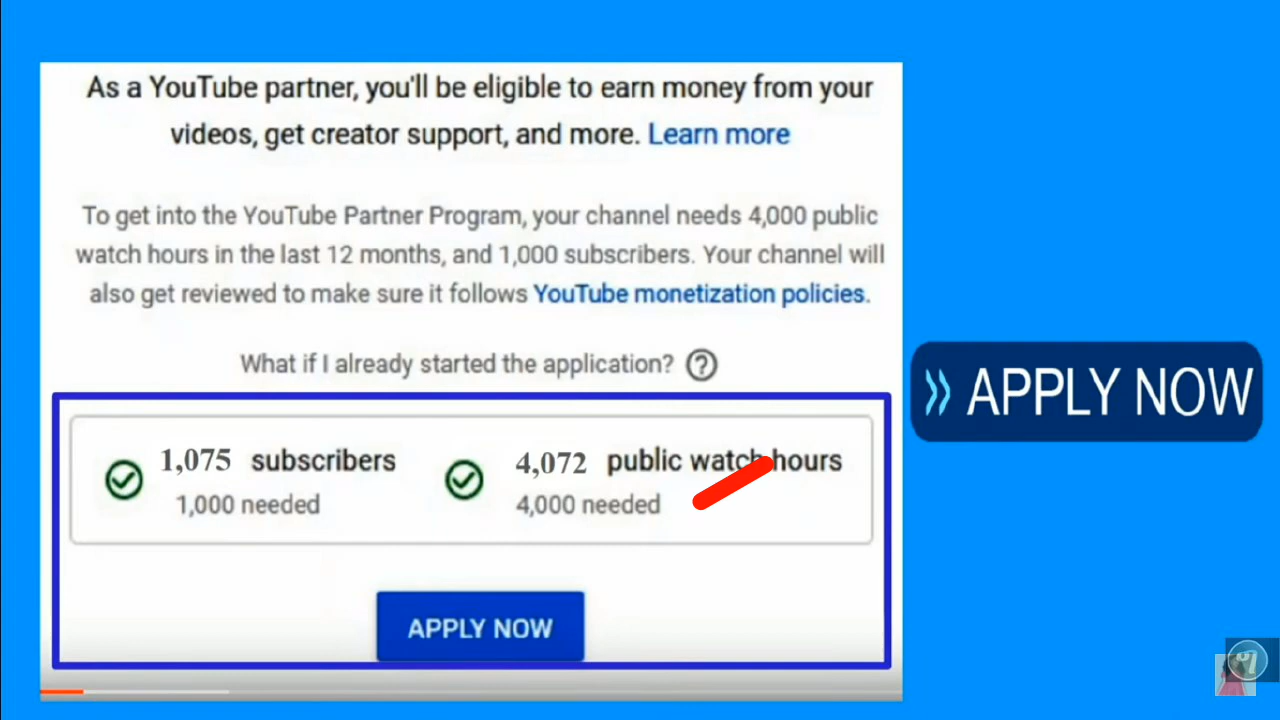 As a YouTube partner, you'll be eligible to earn money from your
videos, get creator support, and more. Learn more
To get into the YouTube Partner Program, your channel needs 4,000 public
watch hours in the last 12 months, and 1,000 subscribers. Your channel will
also get reviewed to make sure it follows YouTube monetization policies.
What if I already started the application? ?
1,075 subscribers
1,000 needed
4,072 public watch hours
4,000 needed
APPLY NOW
» APPLY NOW